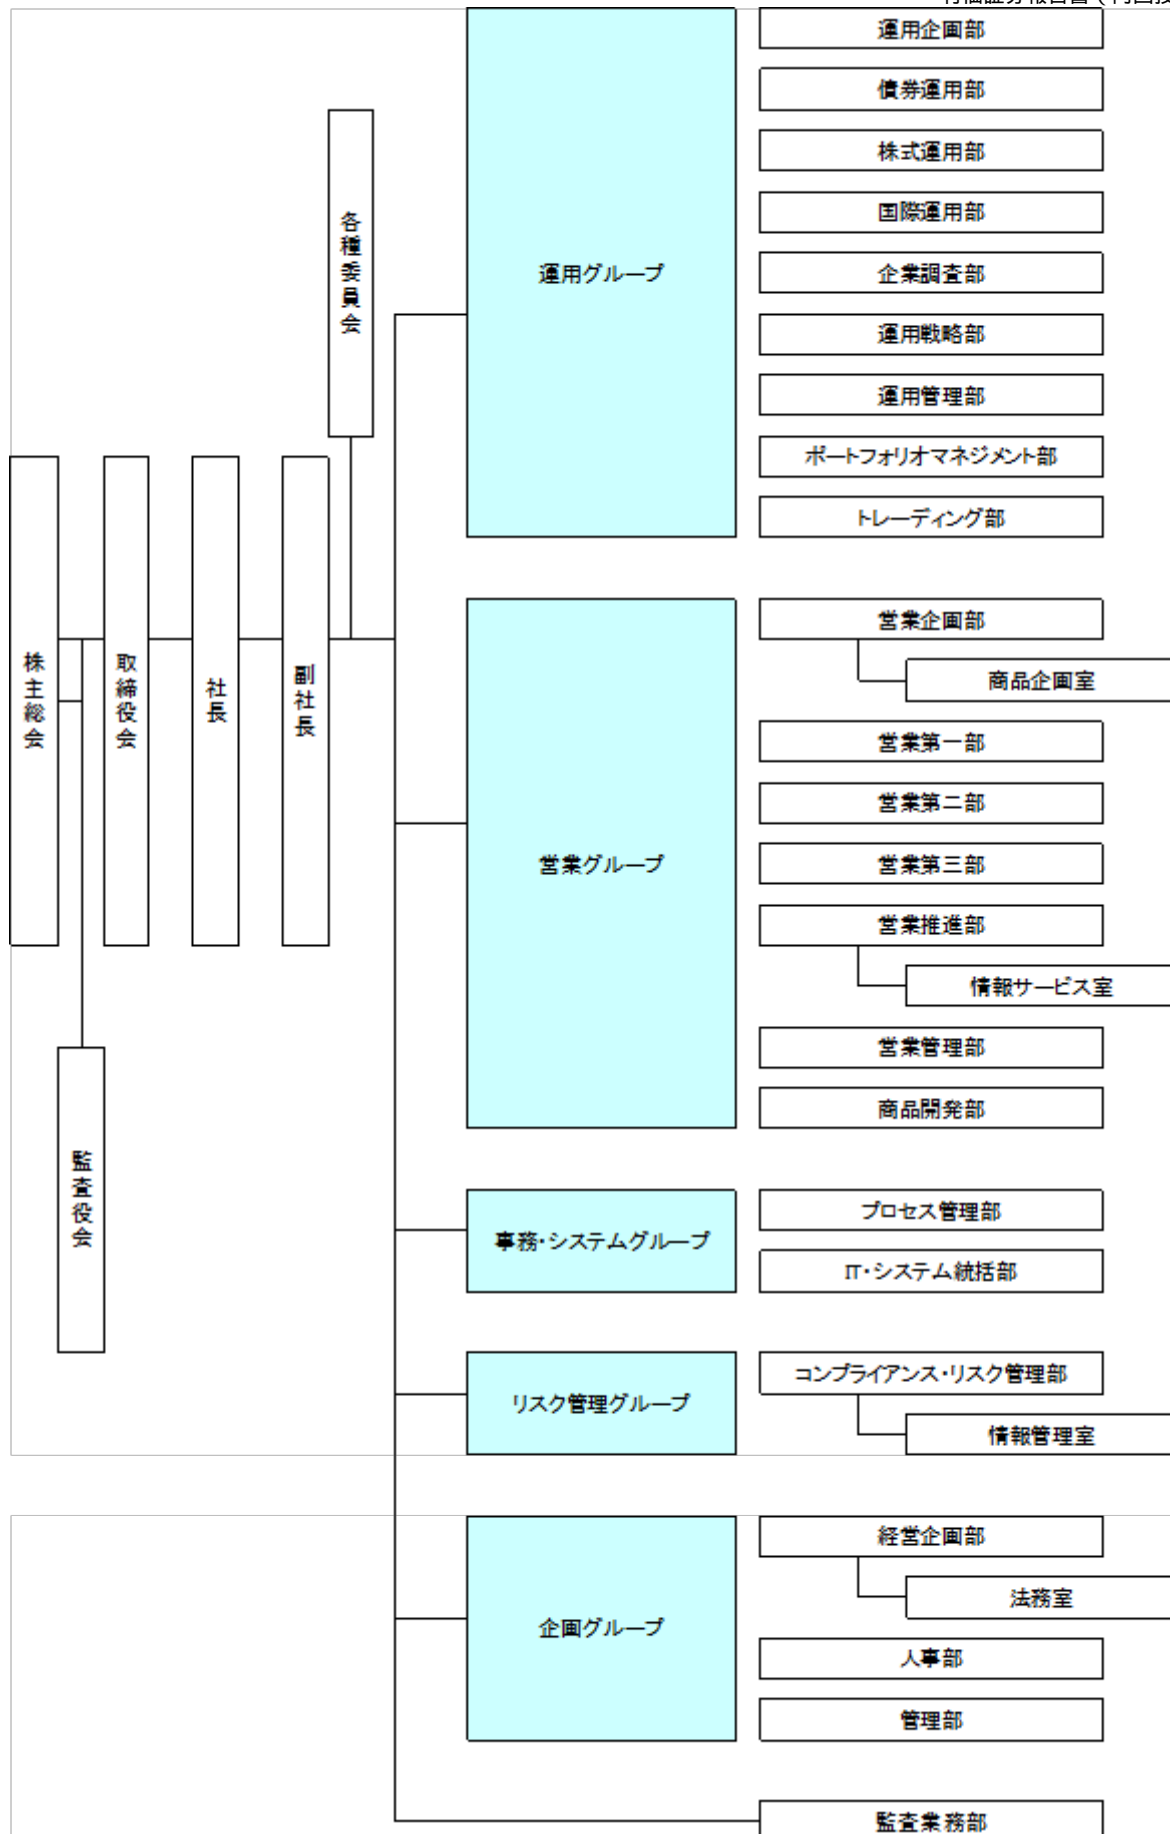 運用企画部
債券運用部
株式運用部
国際運用部
企業調査部
運用戦略部
運用管理部
ポートフォリオマネジメント部
トレーディング部
運用グループ
各種委員会
株主総会
取締役会
社長
副社長
監査役会
営業グループ
営業企画部
商品企画室
営業第一部
営業第二部
営業第三部
営業推進部
情報サービス室
営業管理部
商品開発部
事務・システムグループ
プロセス管理部
IT・システム統括部
リスク管理グループ
コンプライアンス・リスク管理部
情報管理室
企画グループ
経営企画部
法務室
人事部
管理部
監査業務部